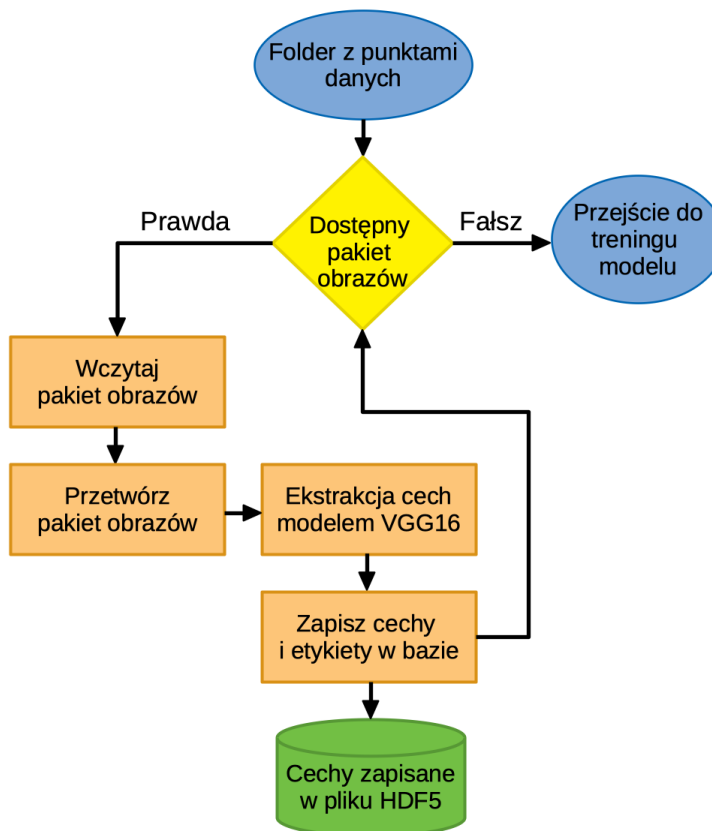 Folder z punktami
danych
Prawda
Dostępny
pakiet
obrazów
Fałsz
Przejście do
treningu
modelu
Wczytaj
pakiet obrazów
Przetwórz
pakiet obrazów
Ekstrakcja cech
modelem VGG16
Zapisz cechy
i etykiety w bazie
Cechy zapisane
w pliku HDF5